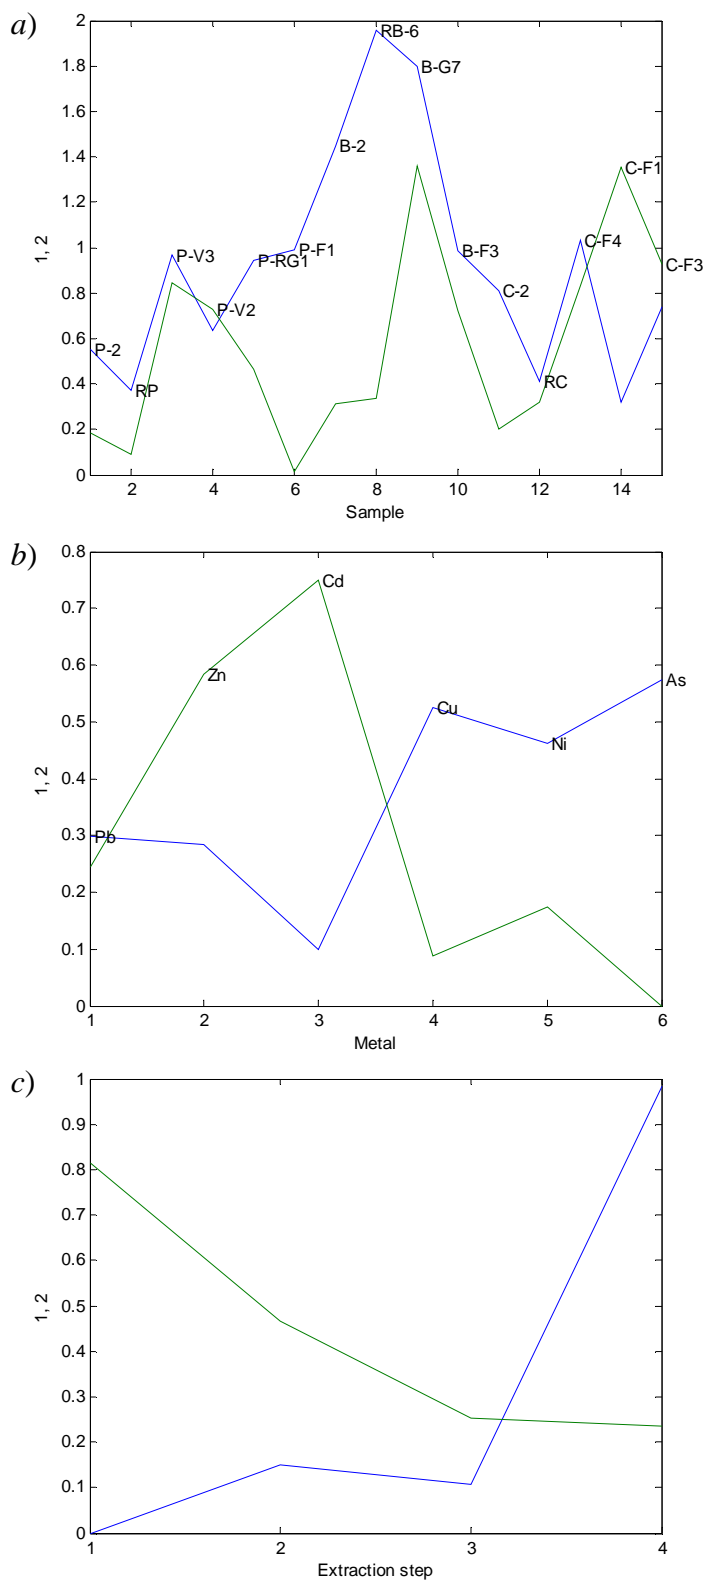 a)
2
1.8
1.6
1.4
1.2
1
0.8
0.6
0.4
0.2
0
1, 2
P-2
RP
P-V3
P-V2
P-RG1
P-F1
B-2
RB-6
B-G7
B-F3
C-2
RC
C-F4
C-F1
C-F3
2 4 6 8 10 12 14
Sample
b)
0.8
0.7
0.6
0.5
0.4
0.3
0.2
0.1
0
1, 2
Pb
Zn
Cd
Cu
Ni
As
1 2 3 4 5 6
Metal
c)
1
0.9
0.8
0.7
0.6
0.5
0.4
0.3
0.2
0.1
0
1, 2
1 2 3 4
Extraction step